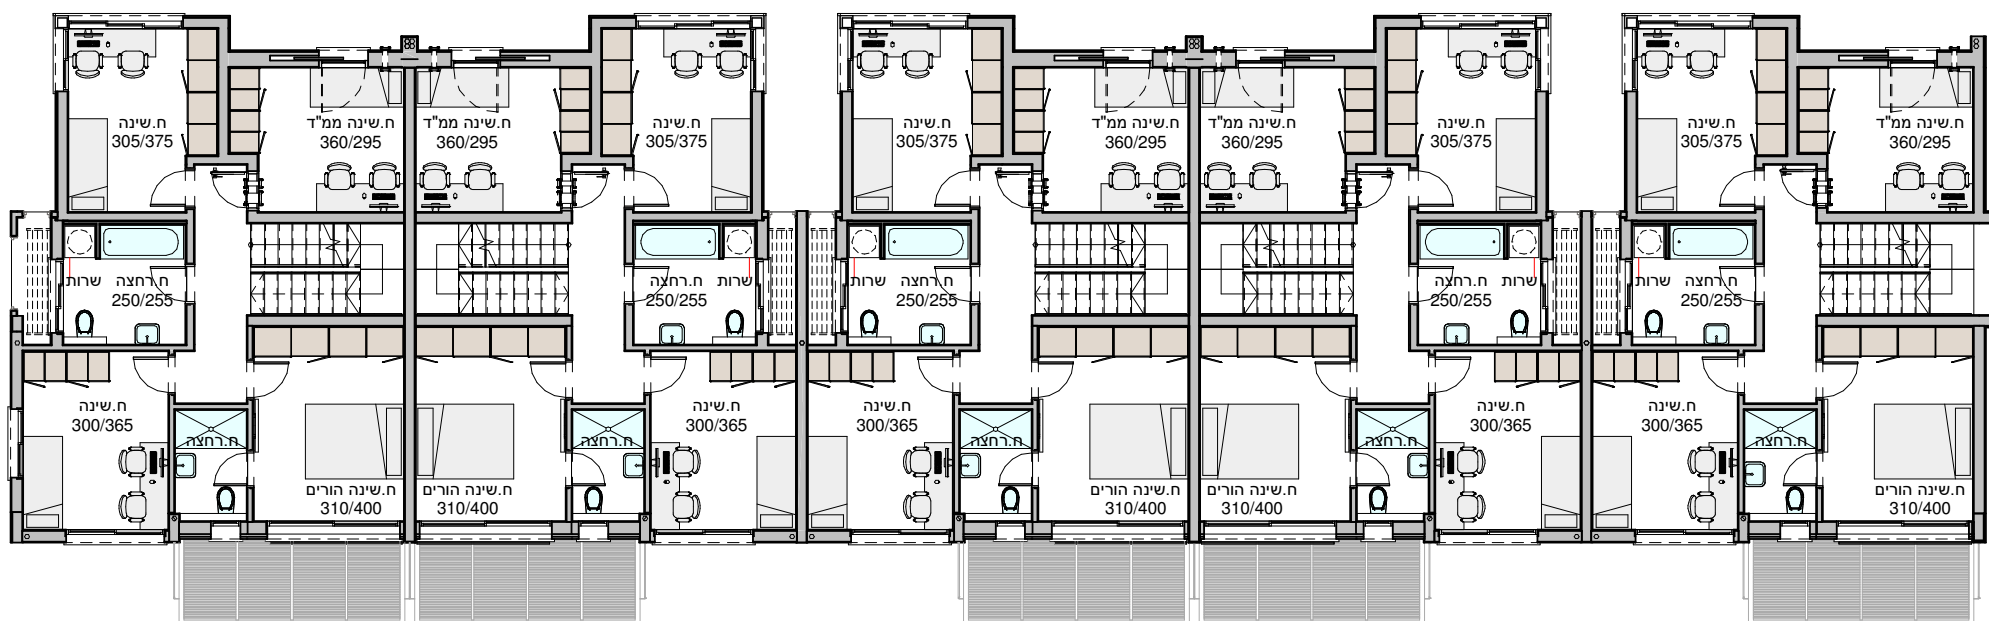 ח.שינה
305/375
ח.שינה ממ"ד
360/295
ח.שינה ממ"ד
360/295
ח.שינה
305/375
ח.שינה
305/375
ח.שינה ממ"ד
360/295
ח.שינה ממ"ד
360/295
ח.שינה
305/375
ח.שינה
305/375
ח.שינה ממ"ד
360/295
שרות
ח.רחצה
250/255
ח.רחצה
250/255
שרות
שרות
ח.רחצה
250/255
ח.רחצה
250/255
שרות
שרות
ח.רחצה
250/255
ח.שינה
300/365
ח.רחצה
ח.שינה הורים
310/400
ח.שינה הורים
310/400
ח.רחצה
ח.שינה
300/365
ח.שינה
300/365
ח.רחצה
ח.שינה הורים
310/400
ח.שינה הורים
310/400
ח.רחצה
ח.שינה
300/365
ח.שינה
300/365
ח.רחצה
ח.שינה הורים
310/400